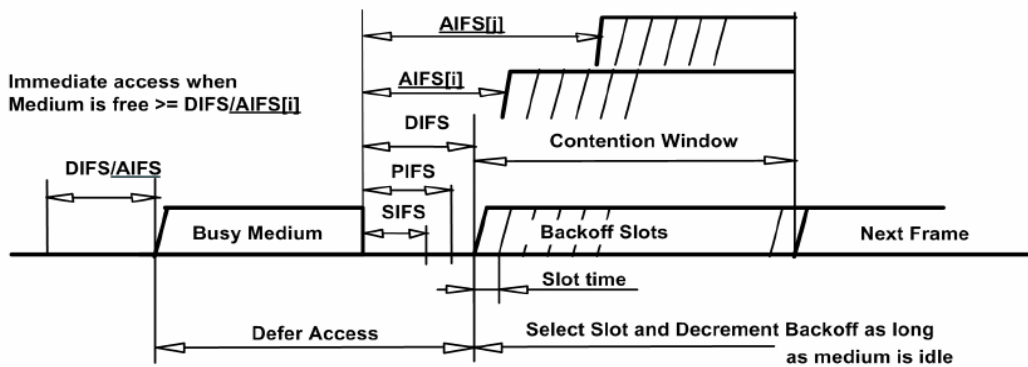 AIFS[j]
Immediate access when
Medium is free >= DIFS/AIFS[i]
AIFS[i]
DIFS
Contention Window
DIFS/AIFS
PIFS
SIFS
Busy Medium
Backoff Slots
Next Frame
Slot time
Defer Access
Select Slot and Decrement Backoff as long
as medium is idle